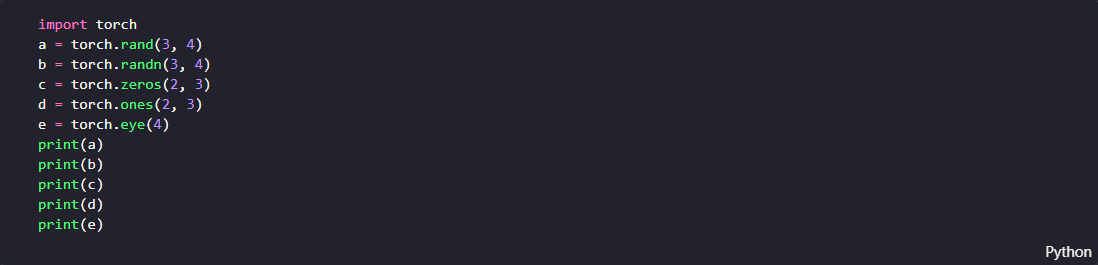 import torch
a = torch.rand(3, 4)
b = torch.randn(3, 4)
c = torch.zeros(2, 3)
d = torch.ones(2, 3)
e = torch.eye(4)
print(a)
print(b)
print(c)
print(d)
print(e)
Python